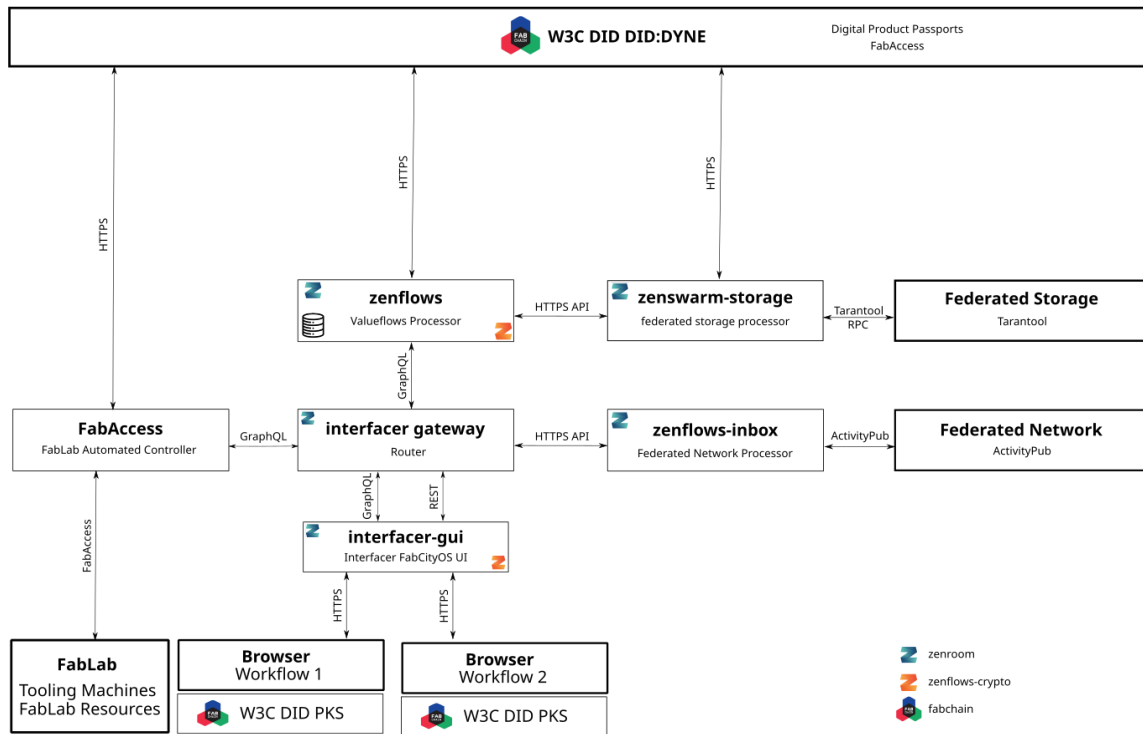 W3C DID DID:DYNE
Digital Product Passports
FabAccess
FAB
CHAIN
HTTPS
HTTPS
HTTPS
zenflows
Valueflows Processor
HTTPS API
zenswarm-storage
federated storage processor
Tarantool
RPC
Federated Storage
Tarantool
GraphQL
FabAccess
FabLab Automated Controller
GraphQL
interfacer gateway
Router
HTTPS API
zenflows-inbox
Federated Network Processor
ActivityPub
Federated Network
ActivityPub
GraphQL
REST
FabAccess
interfacer-gui
Interfacer FabCityOS UI
HTTPS
HTTPS
FabLab
Tooling Machines
FabLab Resources
Browser
Workflow 1
W3C DID PKS
Browser
Workflow 2
W3C DID PKS
zenroom
zenflows-crypto
fabchain